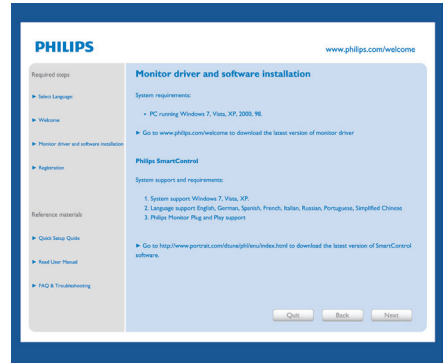 PHILIPS
www.philips.com/welcome
Required steps
► Select Language:
► Welcome
► Monitor driver and software installation
► Registration
Reference materials
► Quick Setup Guide
► Read User Manual
► FAQ & Troubleshooting
Monitor driver and software installation
System requirements:
• PC running Windows 7, Vista, XP, 2000, 98.
► Go to www.philips.com/welcome to download the latest version of monitor driver
Philips SmartControl
System support and requirements:
1. System support Windows 7, Vista, XP.
2. Language support English, German, Spanish, French, Italian, Russian, Portuguese, Simplified Chinese
3. Philips Monitor Plug and Play support
► Go to http://www.portrait.com/dtune/phl/enu/index.html to download the latest version of SmartControl
software.
Quit
Back
Next